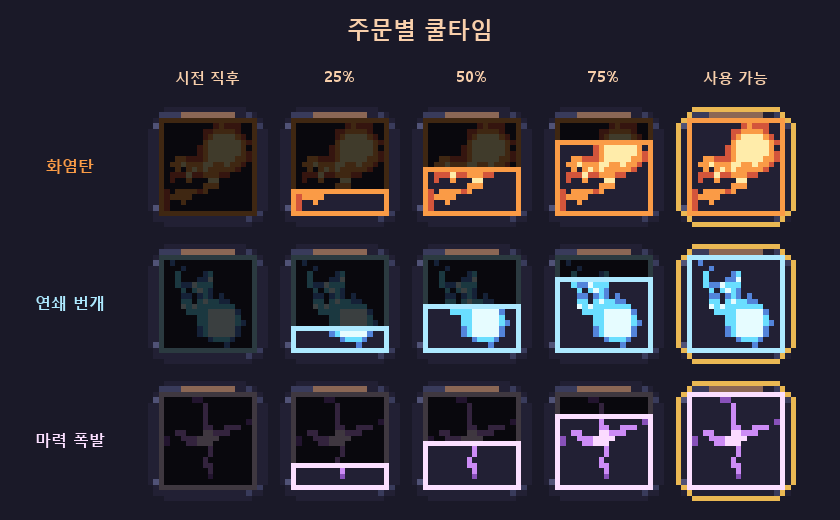 주문별 쿨타임
시전 직후 25% 50% 75% 사용 가능
화염탄
연쇄 번개
마력 폭발